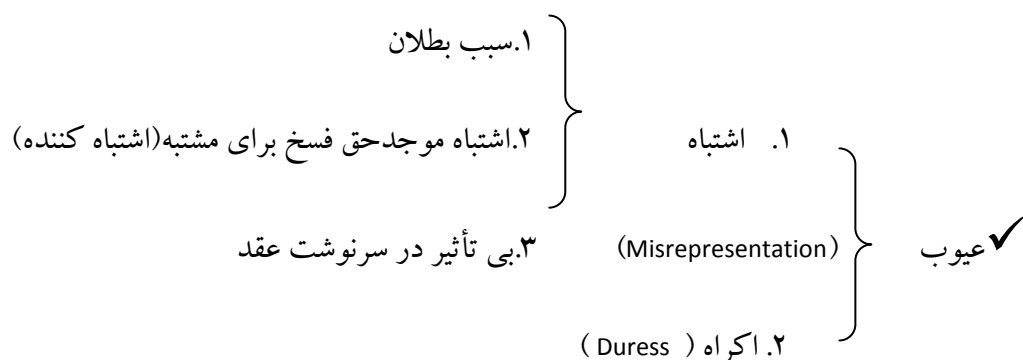 ✓عیوب
۱. اشتباه
(Misrepresentation)
۱.سبب بطلان
۲.اشتباه موجدحق فسخ برای مشتبه(اشتباه کننده)
۳.بی تأثیر در سرنوشت عقد
۲. اکراه ( Duress )